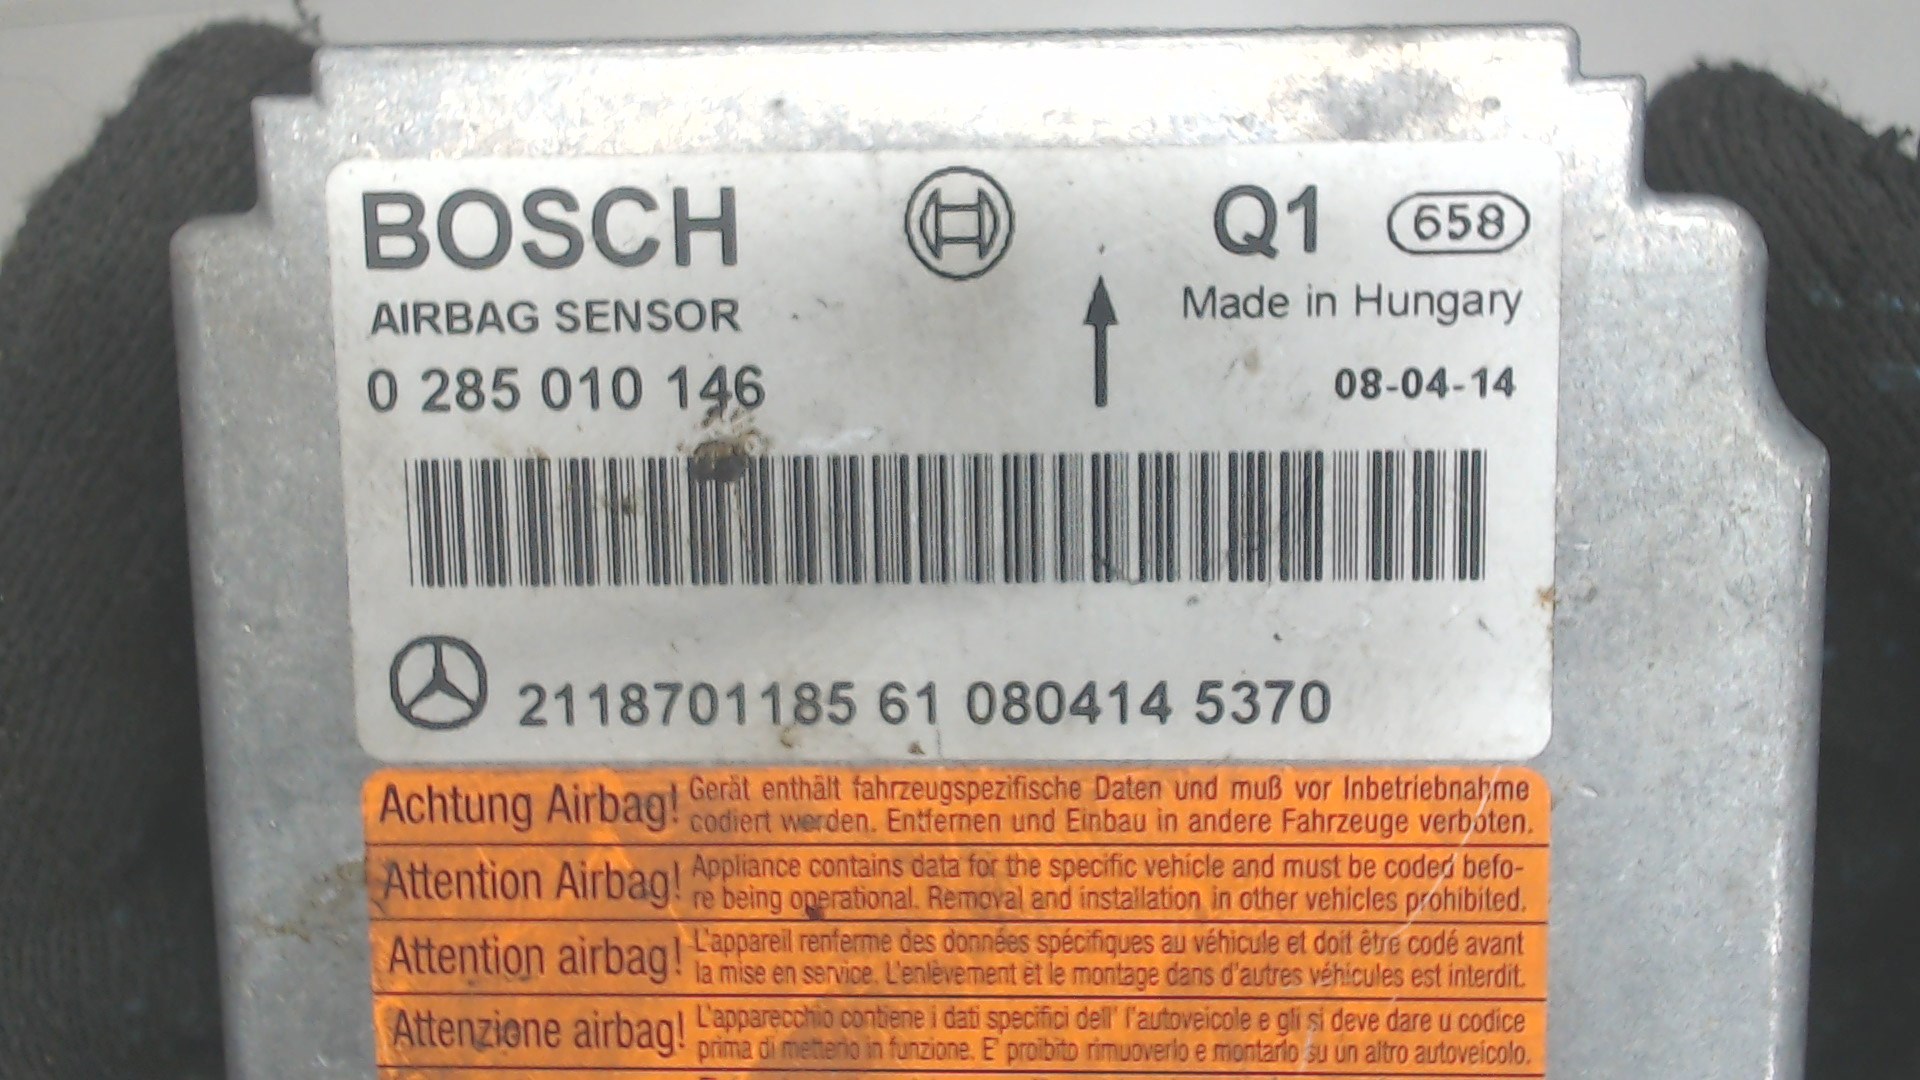 BOSCH Q1 658
AIRBAG SENSOR Made in Hungary
0 285 010 146 08-04-14
2118701185 61 080414 5370
Achtung Airbag! Gerät enthält fahrzeugspezifische Daten und muß vor Inbetriebnahme
codiert werden. Entfernen und Einbau in andere Fahrzeuge verboten.
Attention Airbag! Appliance contains data for the specific vehicle and must be coded befo-
re being operational. Removal and installation in other vehicles prohibited.
Attention airbag! L'appareil renferme des données spécifiques au véhicule et doit être codé avant
la mise en service. L'enlèvement et le montage dans d'autres véhicules est interdit.
Attenzione airbag! L'apparecchio contiene i dati specifici dell' l'autoveicole e gli si deve dare u codice
prima di metterlo in funzione. E' proibito rimuoverlo e montarlo su un altro autoveicolo.